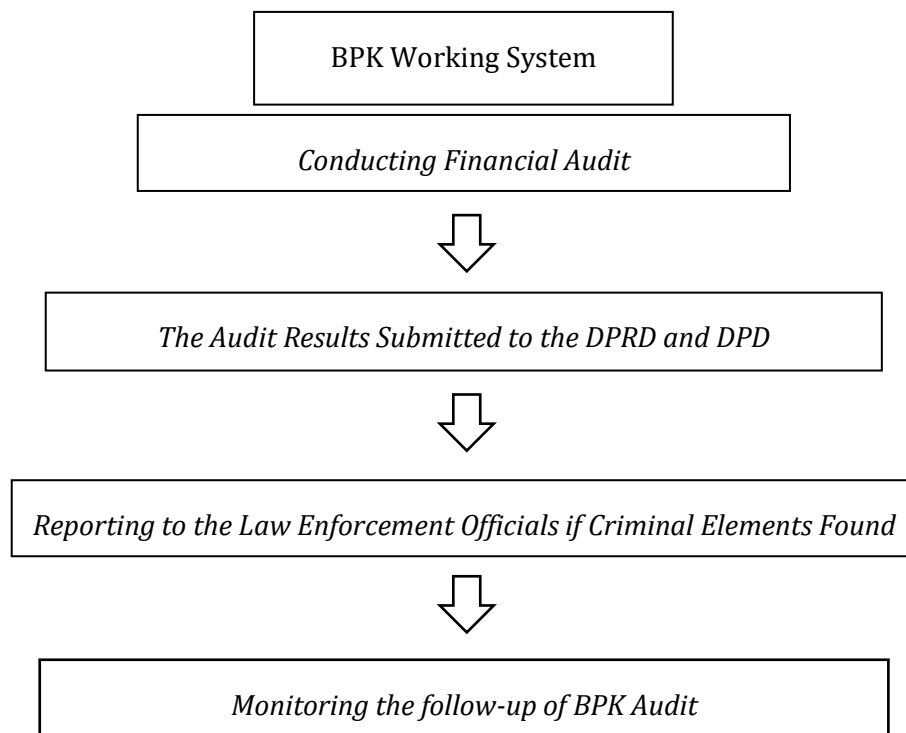 BPK Working System
Conducting Financial Audit
The Audit Results Submitted to the DPRD and DPD
Reporting to the Law Enforcement Officials if Criminal Elements Found
Monitoring the follow-up of BPK Audit